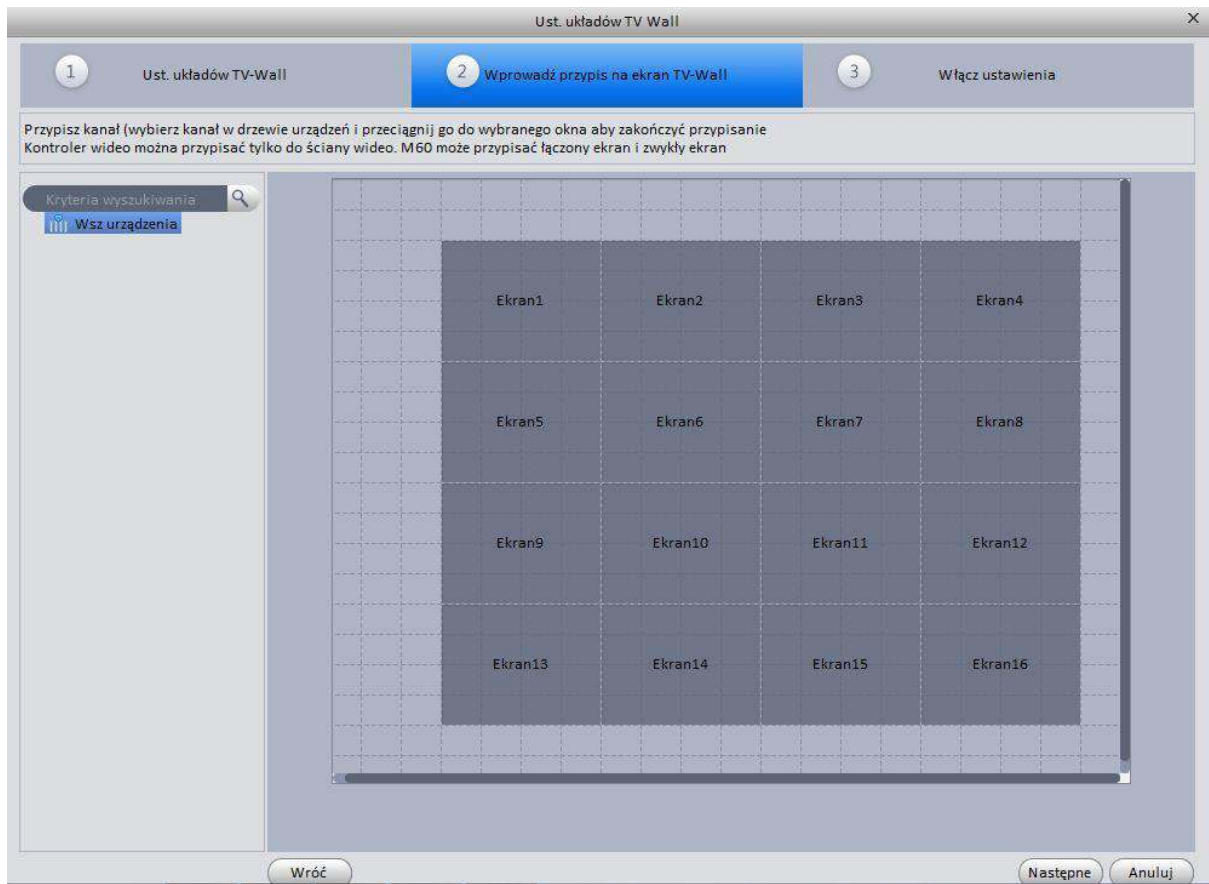 Ust. układów TV Wall
X
1 Ust. układów TV-Wall
2 Wprowadź przypis na ekran TV-Wall
3 Włącz ustawienia
Przypisz kanał (wybierz kanał w drzewie urządzeń i przeciągnij go do wybranego okna aby zakończyć przypisanie
Kontroler wideo można przypisać tylko do ściany wideo. M60 może przypisać łączony ekran i zwykły ekran
Kryteria wyszukiwania
Wsz urządzenia
Ekran1 Ekran2 Ekran3 Ekran4
Ekran5 Ekran6 Ekran7 Ekran8
Ekran9 Ekran10 Ekran11 Ekran12
Ekran13 Ekran14 Ekran15 Ekran16
Wróć Następne Anuluj